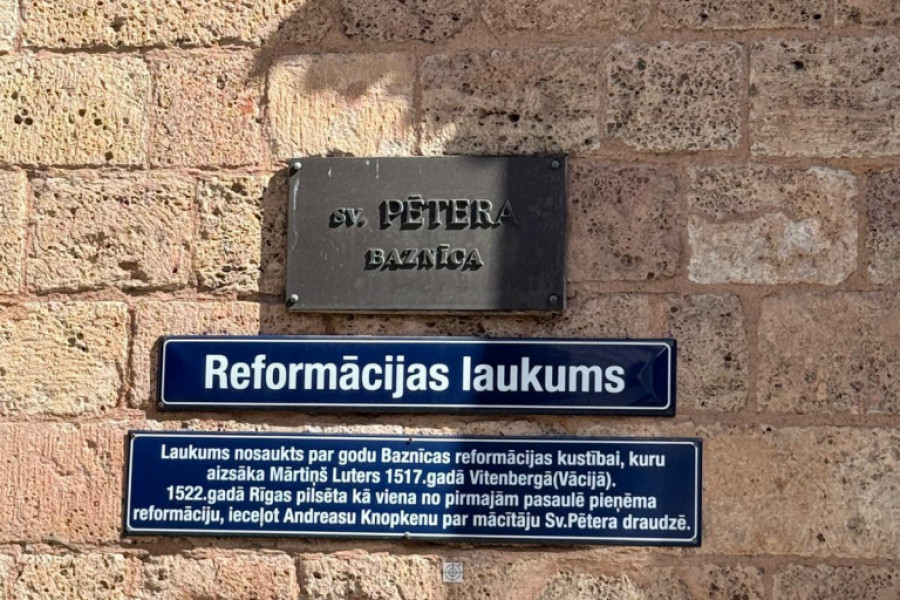 SV. PĒTERA
BAZNĪCA
Reformācijas laukums
Laukums nosaukts par godu Baznīcas reformācijas kustībai, kuru
aizsāka Mārtiņš Luters 1517.gadā Vitenbergā(Vācijā).
1522.gadā Rīgas pilsēta kā viena no pirmajām pasaulē pieņēma
reformāciju, ieceļot Andreasu Knopkenu par mācītāju Sv.Pētera draudzē.